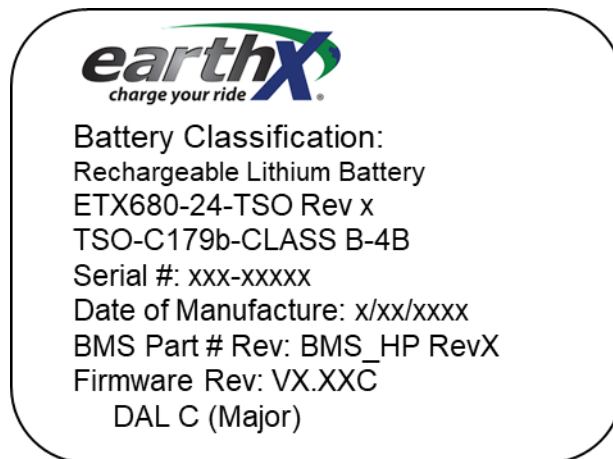 earthX
charge your ride ®
Battery Classification:
Rechargeable Lithium Battery
ETX680-24-TSO Rev x
TSO-C179b-CLASS B-4B
Serial #: xxx-xxxxx
Date of Manufacture: x/xx/xxxx
BMS Part # Rev: BMS_HP RevX
Firmware Rev: VX.XXC
DAL C (Major)